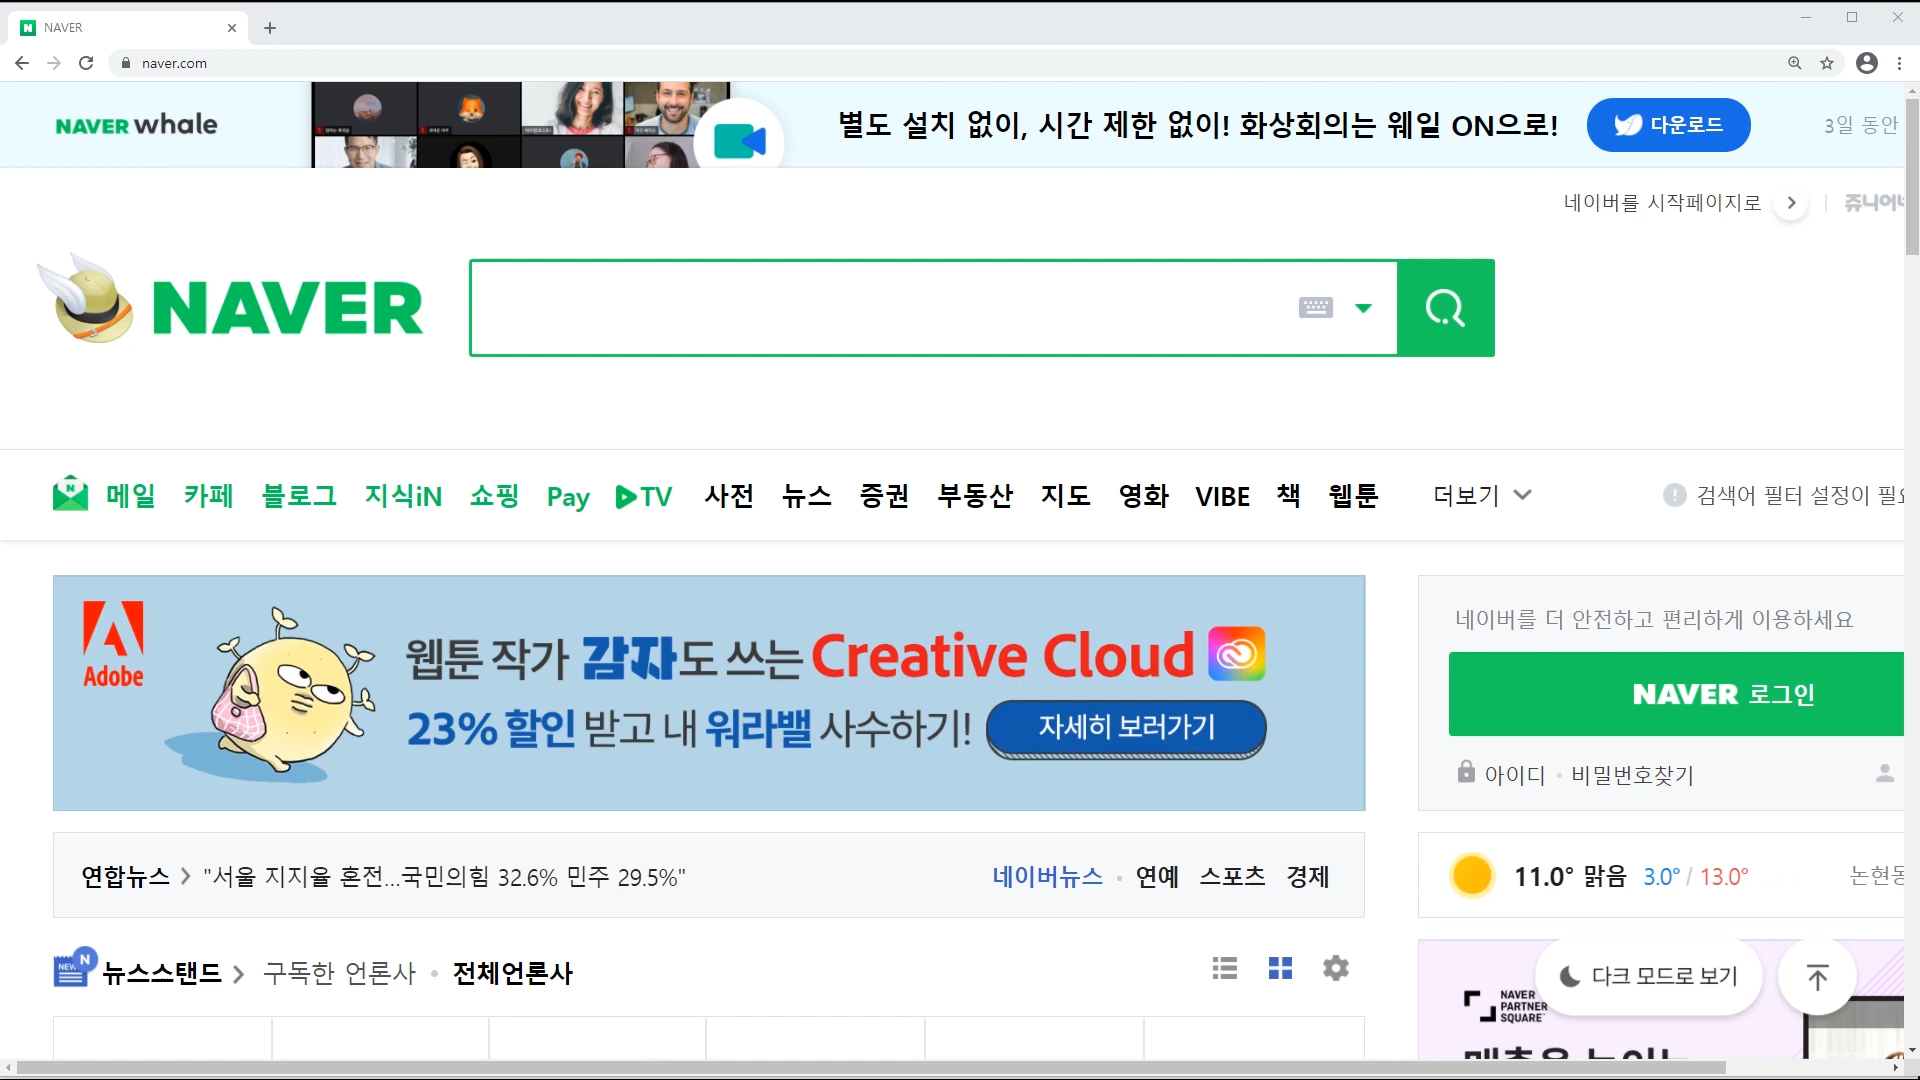 NAVER
naver.com
NAVER whale
별도 설치 없이, 시간 제한 없이! 화상회의는 웨일 ON으로!
다운로드
3일 동안
네이버를 시작페이지로
쥬니어
NAVER
메일 카페 블로그 지식iN 쇼핑 Pay TV 사전 뉴스 증권 부동산 지도 영화 VIBE 책 웹툰 더보기
검색어 필터 설정이
Adobe
웹툰 작가 감자도 쓰는 Creative Cloud
23% 할인 받고 내 워라밸 사수하기! 자세히 보러가기
네이버를 더 안전하고 편리하게 이용하세요
NAVER 로그인
아이디 · 비밀번호찾기
연합뉴스 > "서울 지지율 혼전...국민의힘 32.6% 민주 29.5%"
네이버뉴스 · 연예 스포츠 경제
11.0° 맑음 3.0° / 13.0°
논현동
뉴스스탠드 > 구독한 언론사 · 전체언론사
다크 모드로 보기
NAVER
PARTNER
SQUARE